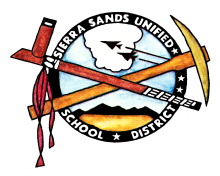 SIERRA SANDS UNIFIED
SCHOOL ★ DISTRICT